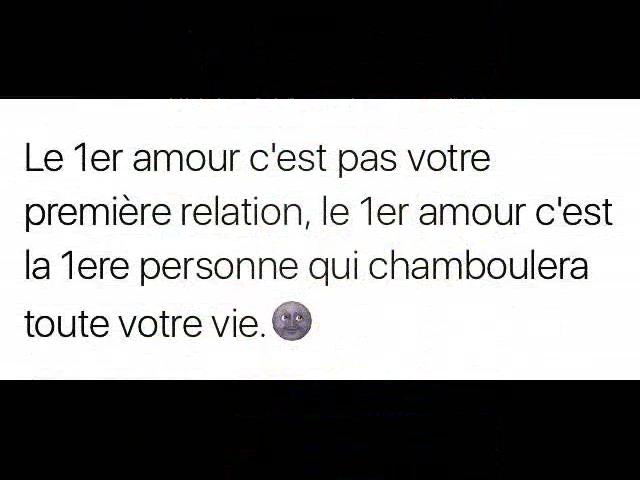 Le 1er amour c'est pas votre
première relation, le 1er amour c'est
la 1ere personne qui chamboulera
toute votre vie.🌚